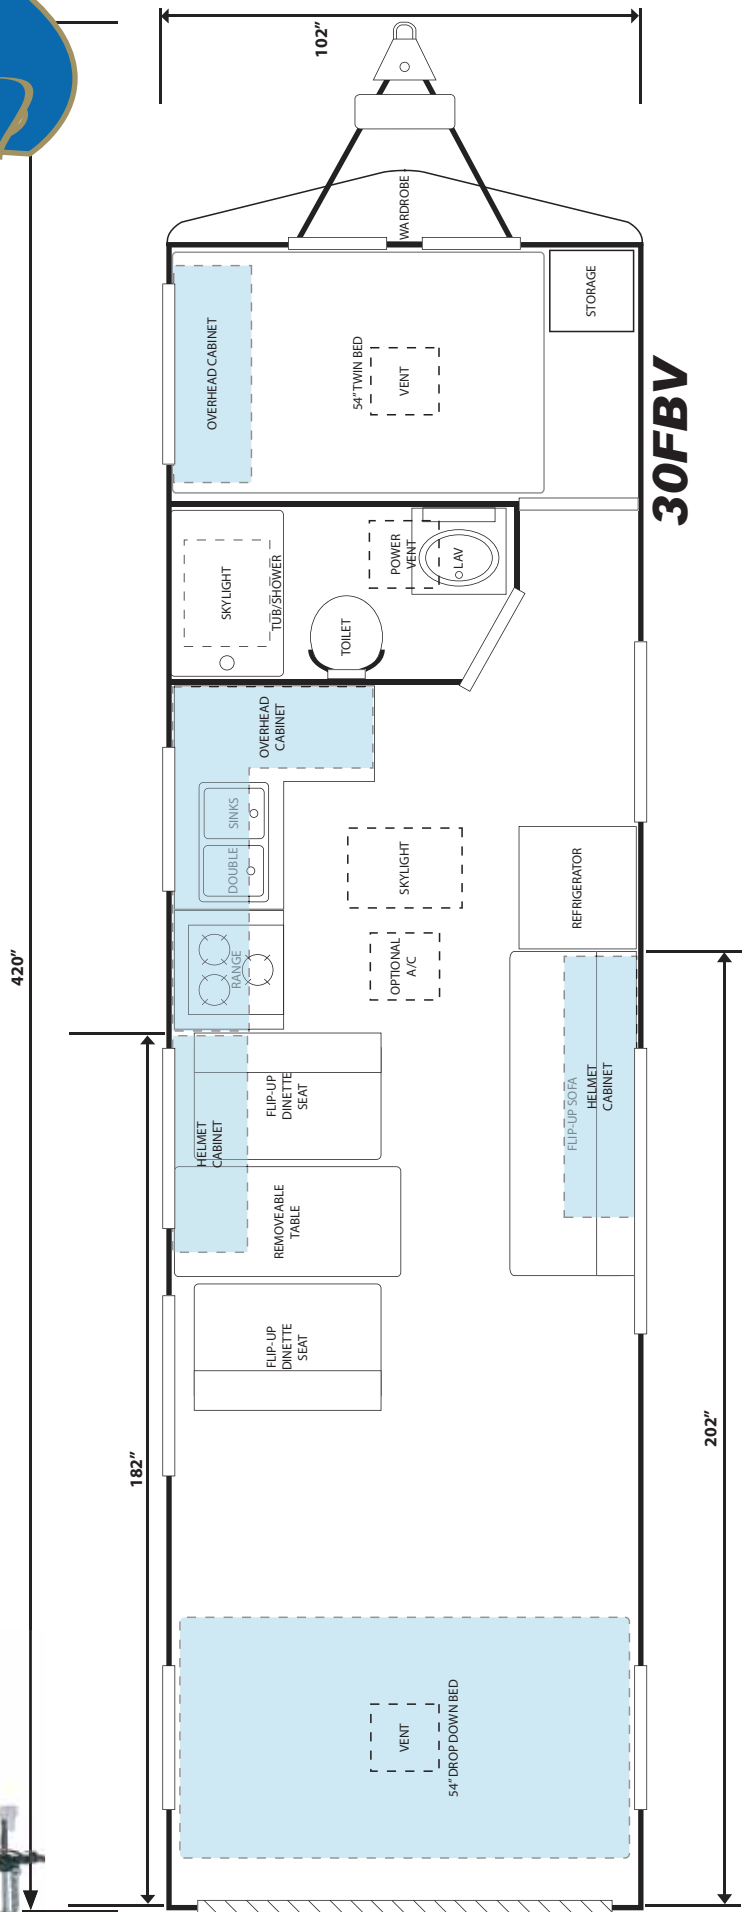 102"
WARDROBE
STORAGE
OVERHEAD CABINET
54" TWIN BED
VENT
30FBV
SKYLIGHT
TUB/SHOWER
POWER
VENT
LAV
TOILET
OVERHEAD
CABINET
SINKS
DOUBLE
SKYLIGHT
REFRIGERATOR
RANGE
OPTIONAL
A/C
420"
FLIP-UP
DINETTE
SEAT
HELMET
CABINET
FLIP-UP SOFA
HELMET
CABINET
REMOVEABLE
TABLE
FLIP-UP
DINETTE
SEAT
182"
202"
VENT
54" DROP DOWN BED